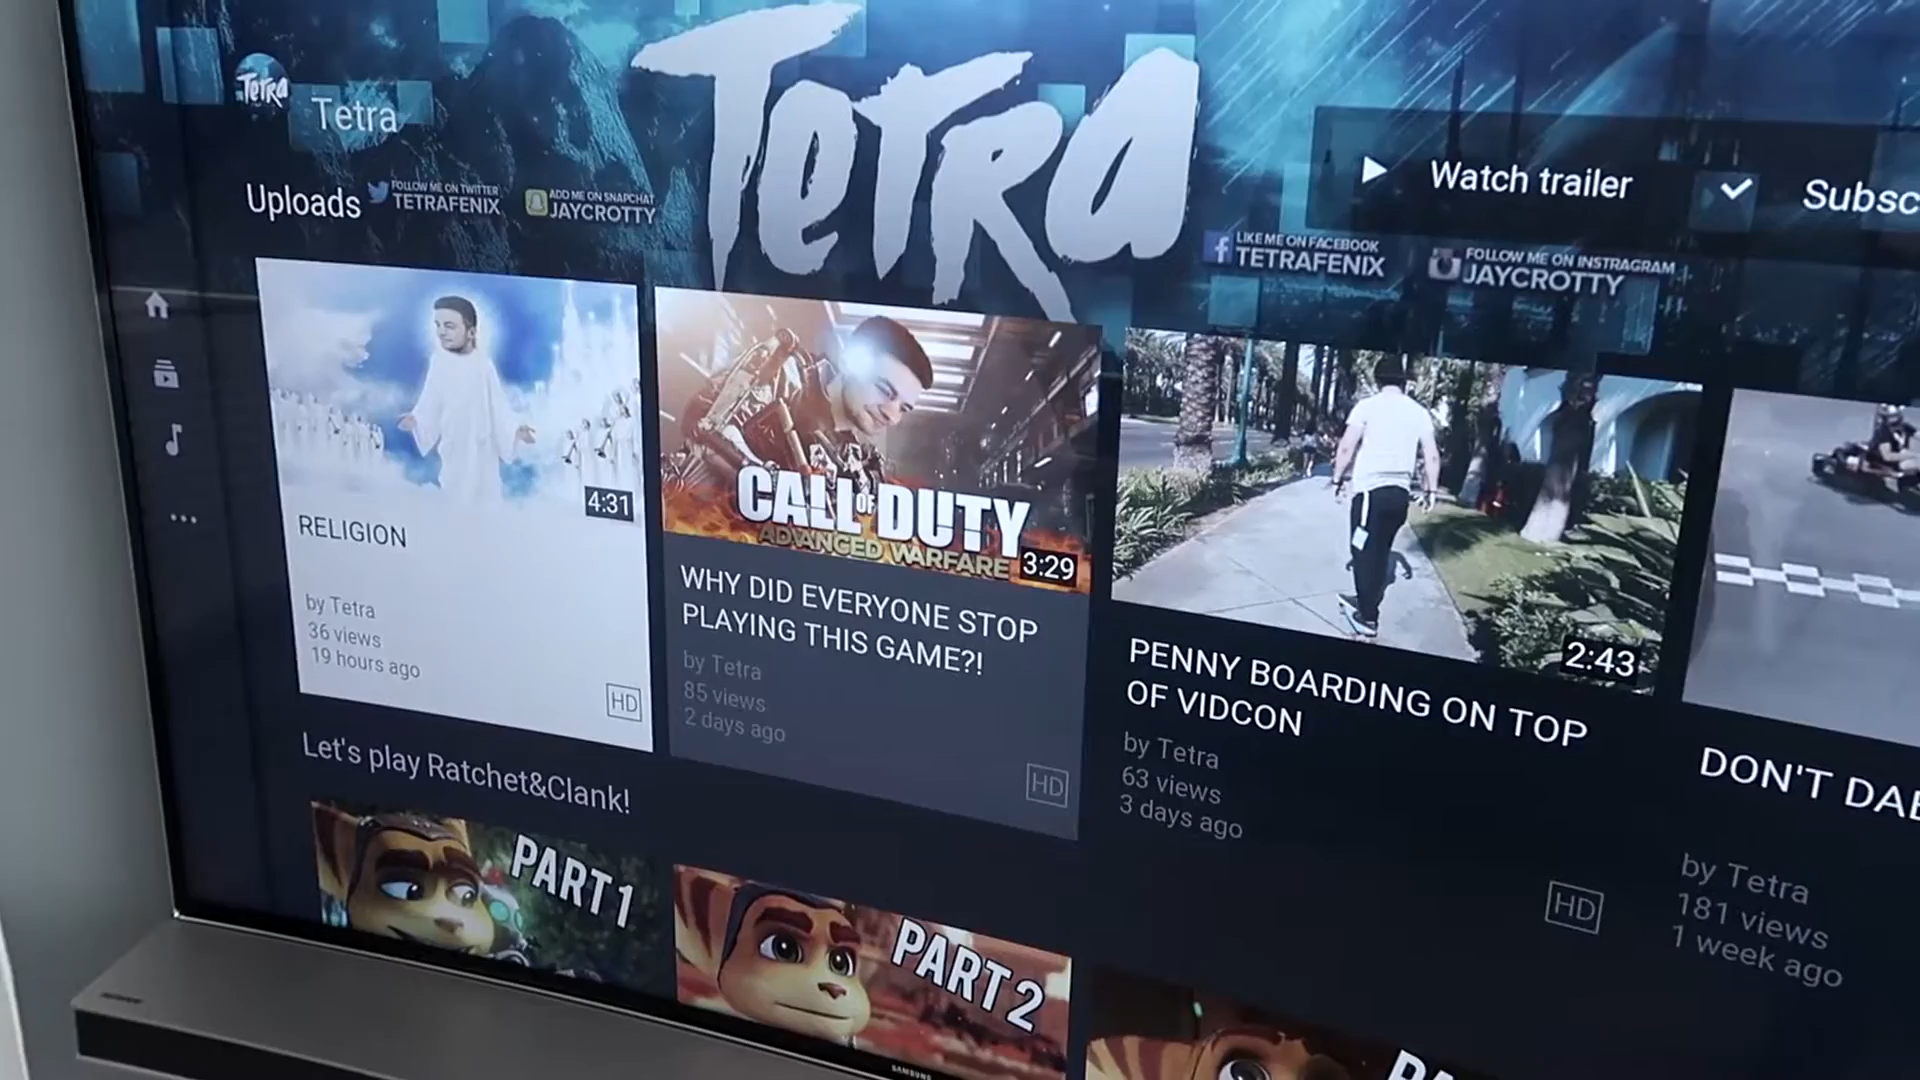 TETRA
TETRA
Tetra
Watch trailer
Uploads
FOLLOW ME ON TWITTER
TETRAFENIX
ADD ME ON SNAPCHAT
JAYCROTTY
LIKE ME ON FACEBOOK
TETRAFENIX
FOLLOW ME ON INSTRAGRAM
JAYCROTTY
4:31
RELIGION
by Tetra
36 views
19 hours ago
HD
CALL OF DUTY
ADVANCED WARFARE
3:29
WHY DID EVERYONE STOP
PLAYING THIS GAME?!
by Tetra
85 views
2 days ago
HD
2:43
PENNY BOARDING ON TOP
OF VIDCON
by Tetra
63 views
3 days ago
HD
DON'T
by Tetra
181 views
1 week ago
Let's play Ratchet&Clank!
PART 1
PART 2
SAMSUNG